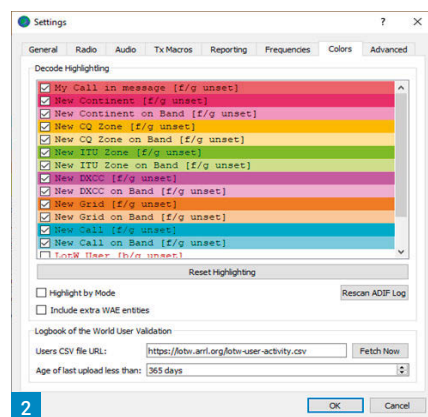 Settings ? ×
General Radio Audio Tx Macros Reporting Frequencies Colors Advanced
Decode Highlighting
My Call in message [f/g unset]
New Continent [f/g unset]
New Continent on Band [f/g unset]
New CQ Zone [f/g unset]
New CQ Zone on Band [f/g unset]
New ITU Zone [f/g unset]
New ITU Zone on Band [f/g unset]
New DXCC [f/g unset]
New DXCC on Band [f/g unset]
New Grid [f/g unset]
New Grid on Band [f/g unset]
New Call [f/g unset]
New Call on Band [f/g unset]
LotW User [b/g unset]
Reset Highlighting
Highlight by Mode Rescan ADIF Log
Include extra WAE entities
Logbook of the World User Validation
Users CSV file URL: https://lotw.arrl.org/lotw-user-activity.csv Fetch Now
Age of last upload less than: 365 days
OK Cancel
2